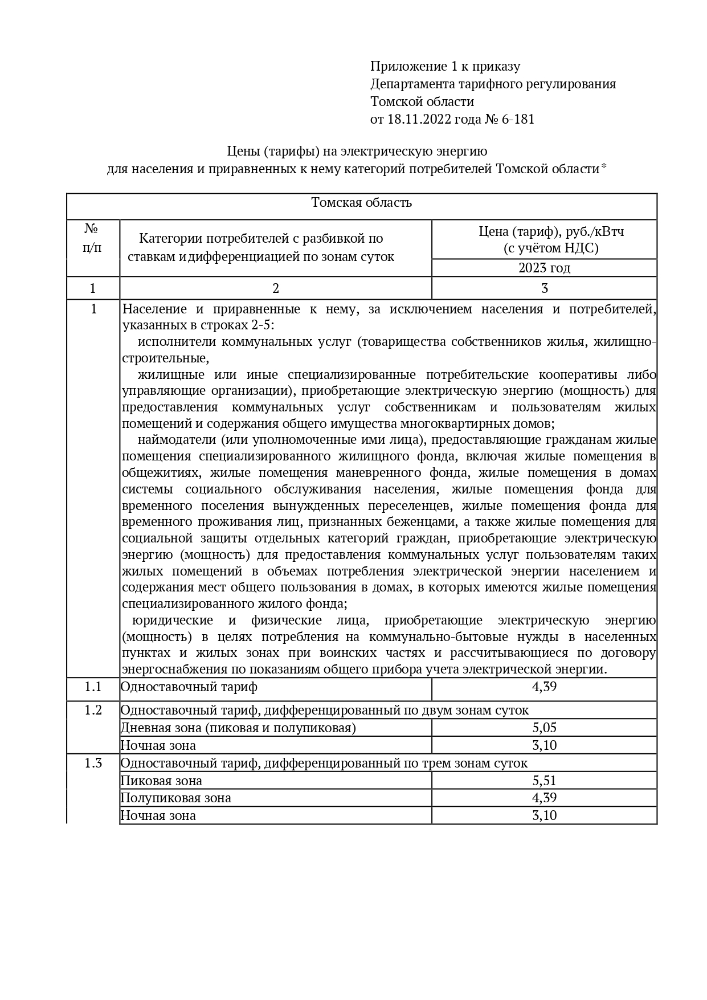 Приложение 1 к приказу
Департамента тарифного регулирования
Томской области
от 18.11.2022 года № 6-181
Цены (тарифы) на электрическую энергию
для населения и приравненных к нему категорий потребителей Томской области*
Томская область
№
п/п
Категории потребителей с разбивкой по
ставкам и дифференциацией по зонам суток
Цена (тариф), руб./кВтч
(с учётом НДС)
2023 год
1 2 3
1 Население и приравненные к нему, за исключением населения и потребителей,
указанных в строках 2-5:
исполнители коммунальных услуг (товарищества собственников жилья, жилищно-
строительные,
жилищные или иные специализированные потребительские кооперативы либо
управляющие организации), приобретающие электрическую энергию (мощность) для
предоставления коммунальных услуг собственникам и пользователям жилых
помещений и содержания общего имущества многоквартирных домов;
наймодатели (или уполномоченные ими лица), предоставляющие гражданам жилые
помещения специализированного жилищного фонда, включая жилые помещения в
общежитиях, жилые помещения маневренного фонда, жилые помещения в домах
системы социального обслуживания населения, жилые помещения фонда для
временного поселения вынужденных переселенцев, жилые помещения фонда для
временного проживания лиц, признанных беженцами, а также жилые помещения для
социальной защиты отдельных категорий граждан, приобретающие электрическую
энергию (мощность) для предоставления коммунальных услуг пользователям таких
жилых помещений в объемах потребления электрической энергии населением и
содержания мест общего пользования в домах, в которых имеются жилые помещения
специализированного жилого фонда;
юридические и физические лица, приобретающие электрическую энергию
(мощность) в целях потребления на коммунально-бытовые нужды в населенных
пунктах и жилых зонах при воинских частях и рассчитывающиеся по договору
энергоснабжения по показаниям общего прибора учета электрической энергии.
1.1 Одноставочный тариф 4,39
1.2 Одноставочный тариф, дифференцированный по двум зонам суток
Дневная зона (пиковая и полупиковая) 5,05
Ночная зона 3,10
1.3 Одноставочный тариф, дифференцированный по трем зонам суток
Пиковая зона 5,51
Полупиковая зона 4,39
Ночная зона 3,10